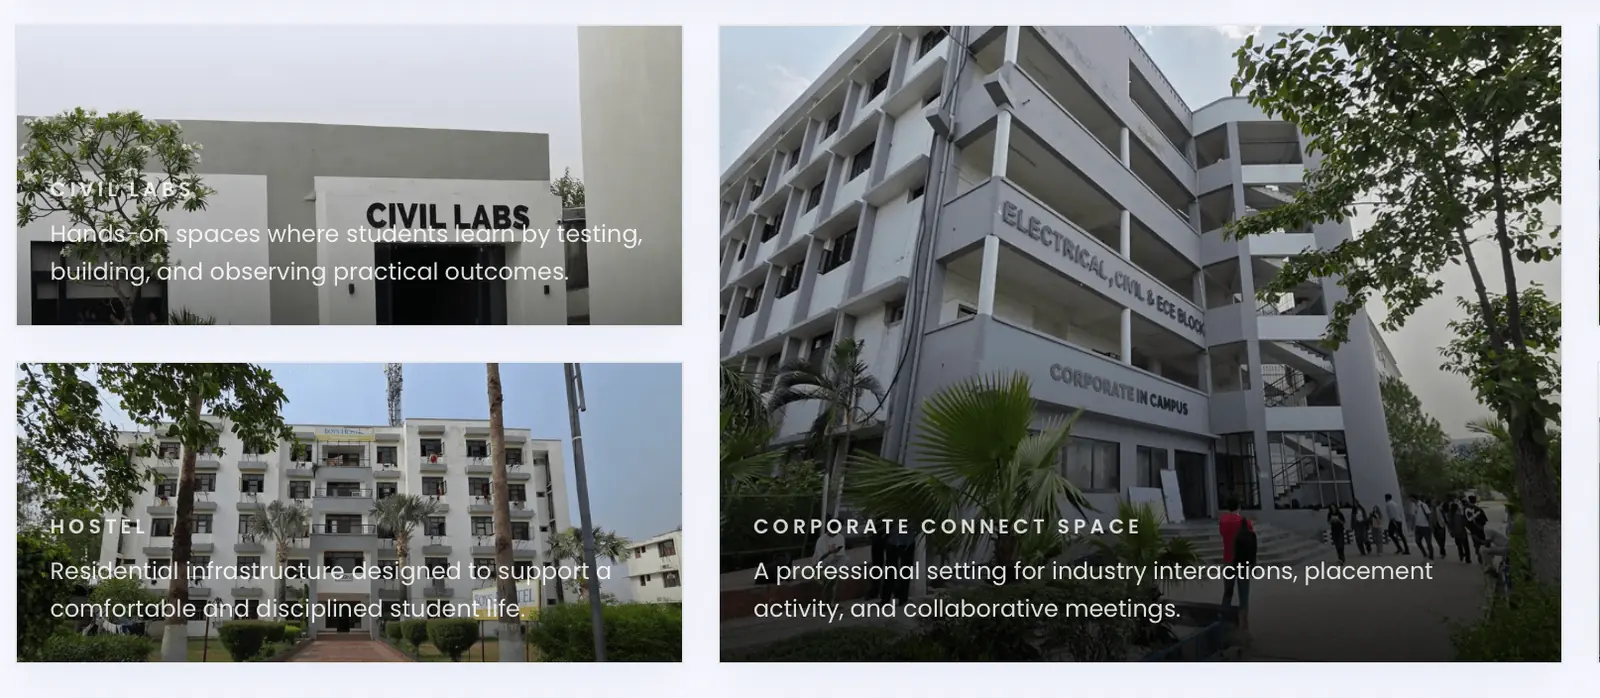 CIVIL LABS
CIVIL LABS
Hands-on spaces where students learn by testing,
building, and observing practical outcomes.
HOSTEL
Residential infrastructure designed to support a
comfortable and disciplined student life.
ELECTRICAL, CIVIL & ECE BLOCK
CORPORATE IN CAMPUS
CORPORATE CONNECT SPACE
A professional setting for industry interactions, placement
activity, and collaborative meetings.